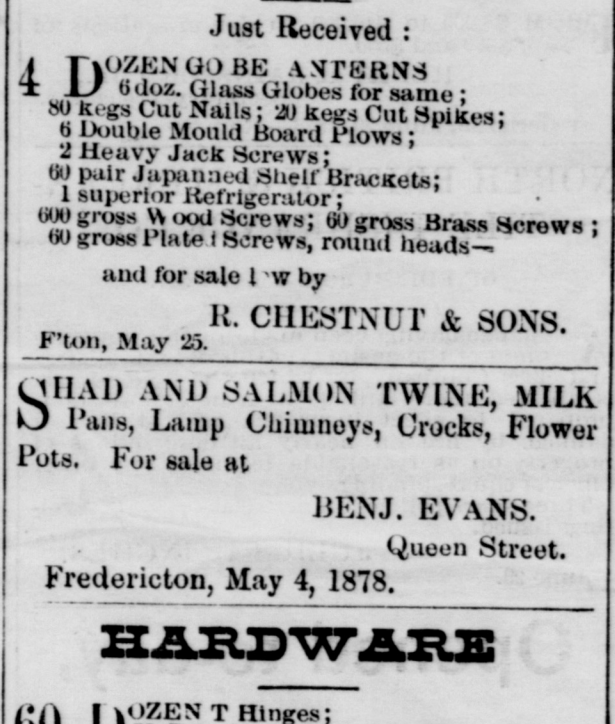 Just Received :
4 DOZEN GO BE ANTERNS
6 doz. Glass Globes for same ;
80 kegs Cut Nails ; 20 kegs Cut Spikes;
6 Double Mould Board Plows ;
2 Heavy Jack Screws ;
60 pair Japanned Shelf Brackets;
1 superior Refrigerator ;
600 gross Wood Screws; 60 gross Brass Screws ;
60 gross Plated Screws, round heads—
and for sale l w by
R. CHESTNUT & SONS.
F'ton, May 25.
SHAD AND SALMON TWINE, MILK
Pans, Lamp Chimneys, Crocks, Flower
Pots. For sale at
BENJ. EVANS.
Queen Street.
Fredericton, May 4, 1878.
HARDWARE
60 DOZEN T Hinges;